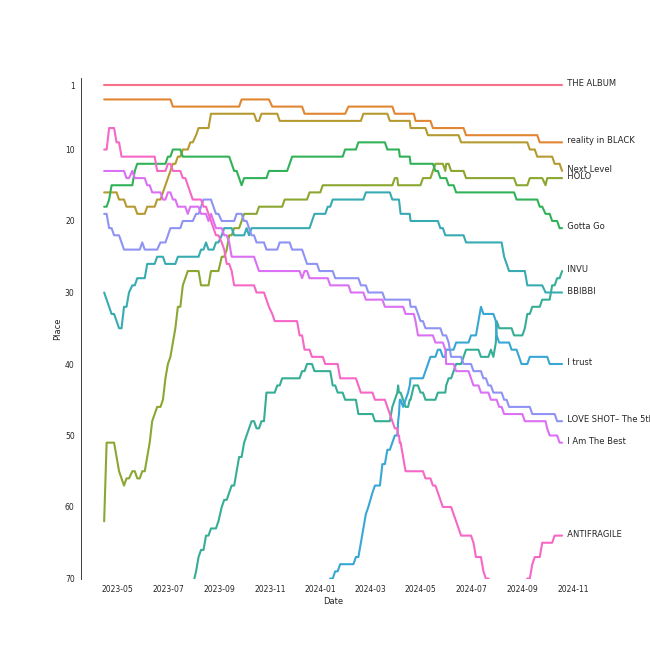 THE ALBUM
reality in BLACK
Next Level
HOLO
Gotta Go
INVU
BBIBBI
I trust
LOVE SHOT– The 5t
I Am The Best
ANTIFRAGILE
1
10
20
30
40
50
60
70
Place
2023-05
2023-07
2023-09
2023-11
2024-01
2024-03
2024-05
2024-07
2024-09
2024-11
Date